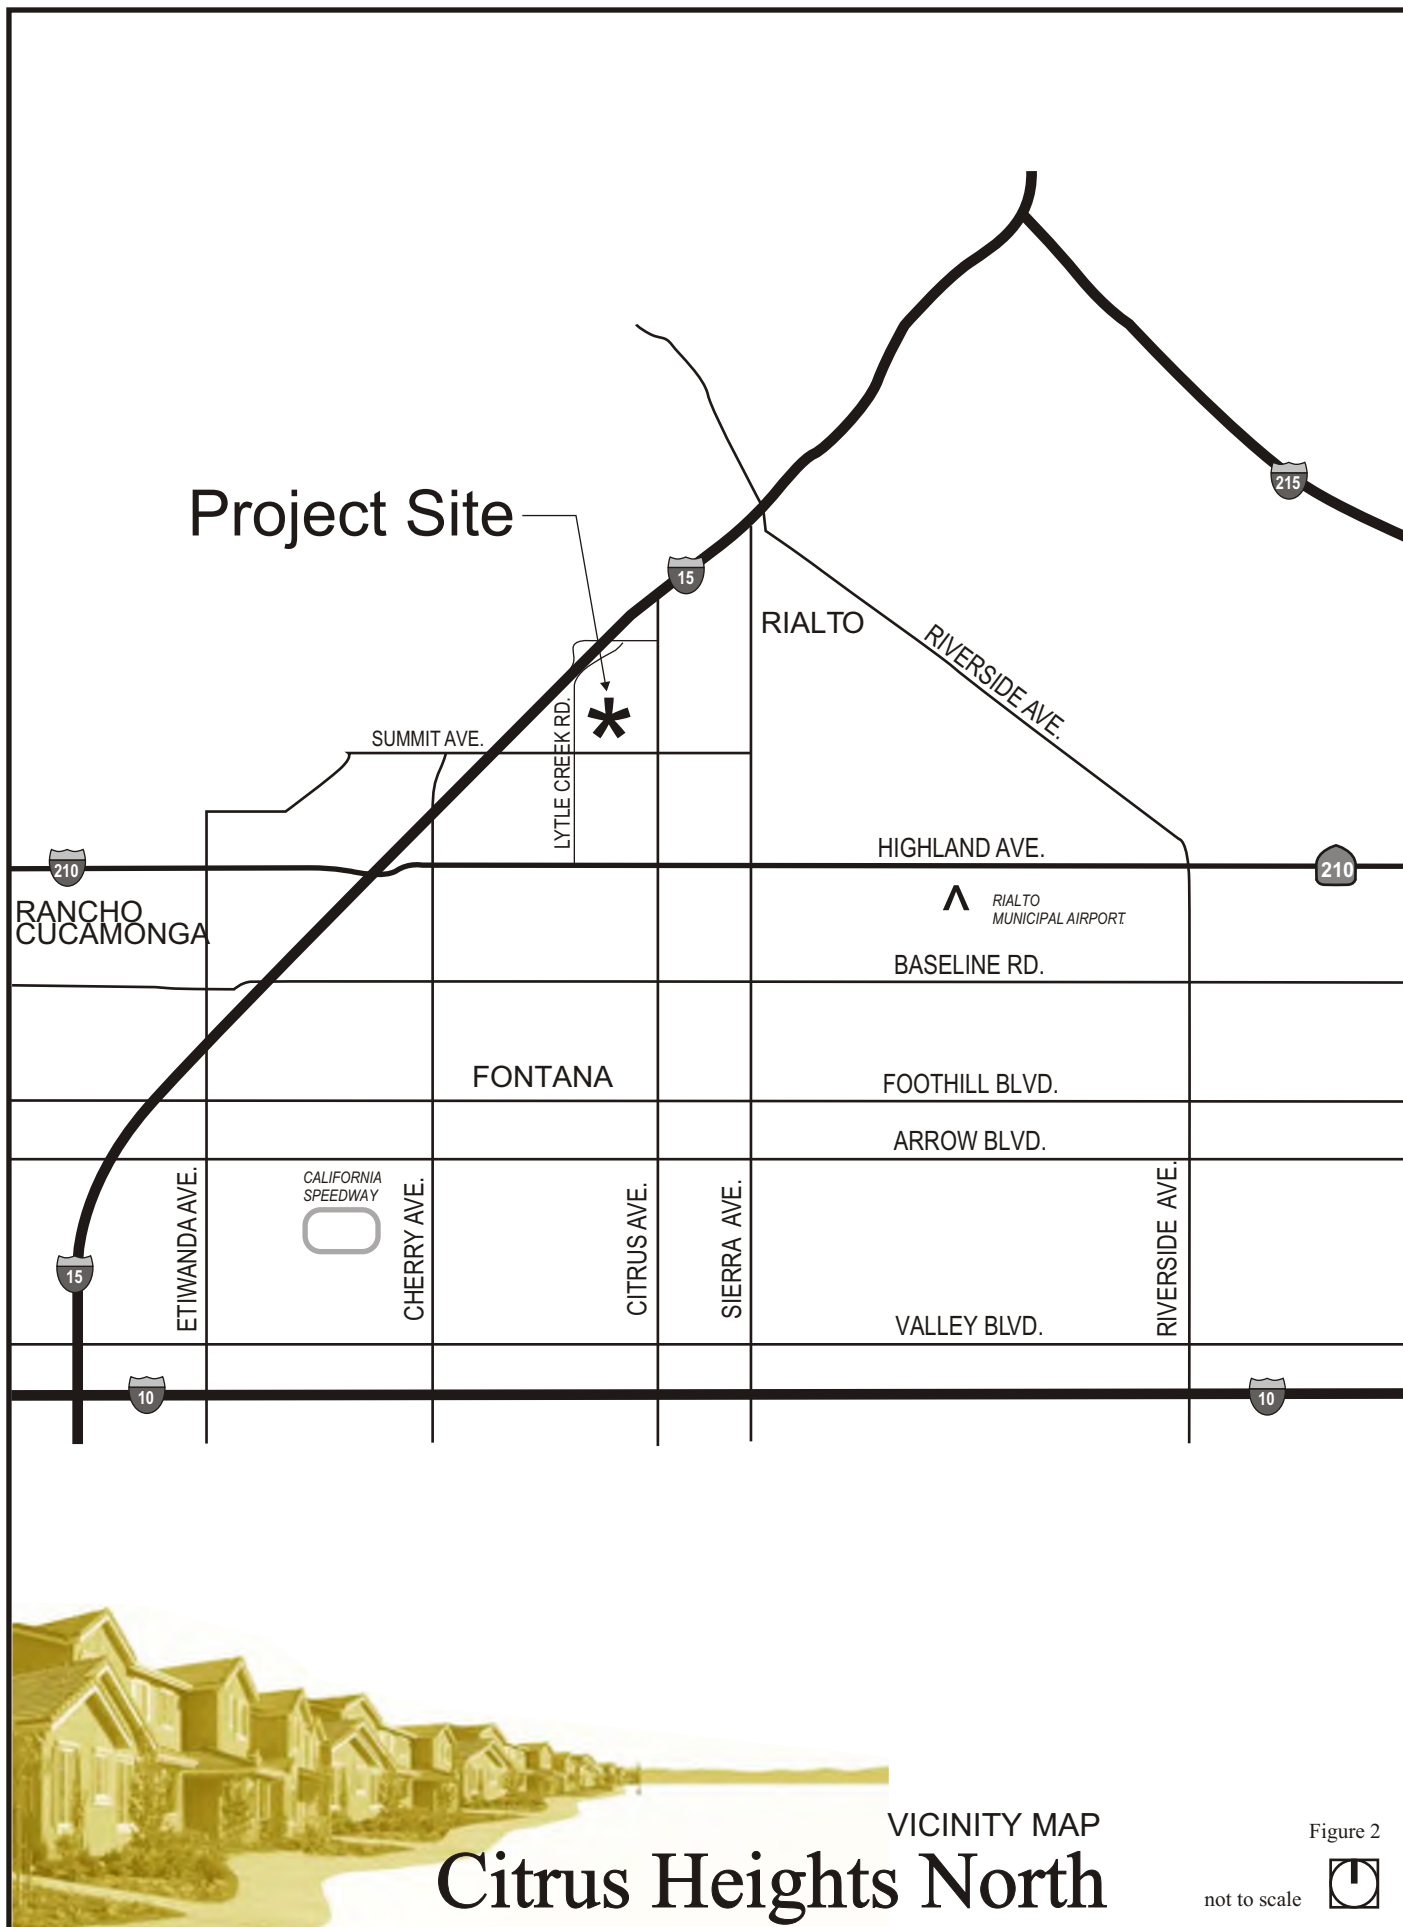 215
Project Site
15
RIALTO
RIVERSIDE AVE.
LYTLE CREEK RD.
SUMMIT AVE.
HIGHLAND AVE.
210
210
RIALTO
MUNICIPAL AIRPORT
RANCHO
CUCAMONGA
BASELINE RD.
FONTANA
FOOTHILL BLVD.
ARROW BLVD.
CALIFORNIA
SPEEDWAY
ETIWANDA AVE.
CHERRY AVE.
CITRUS AVE.
SIERRA AVE.
RIVERSIDE AVE.
15
VALLEY BLVD.
10
10
VICINITY MAP
Citrus Heights North
Figure 2
not to scale